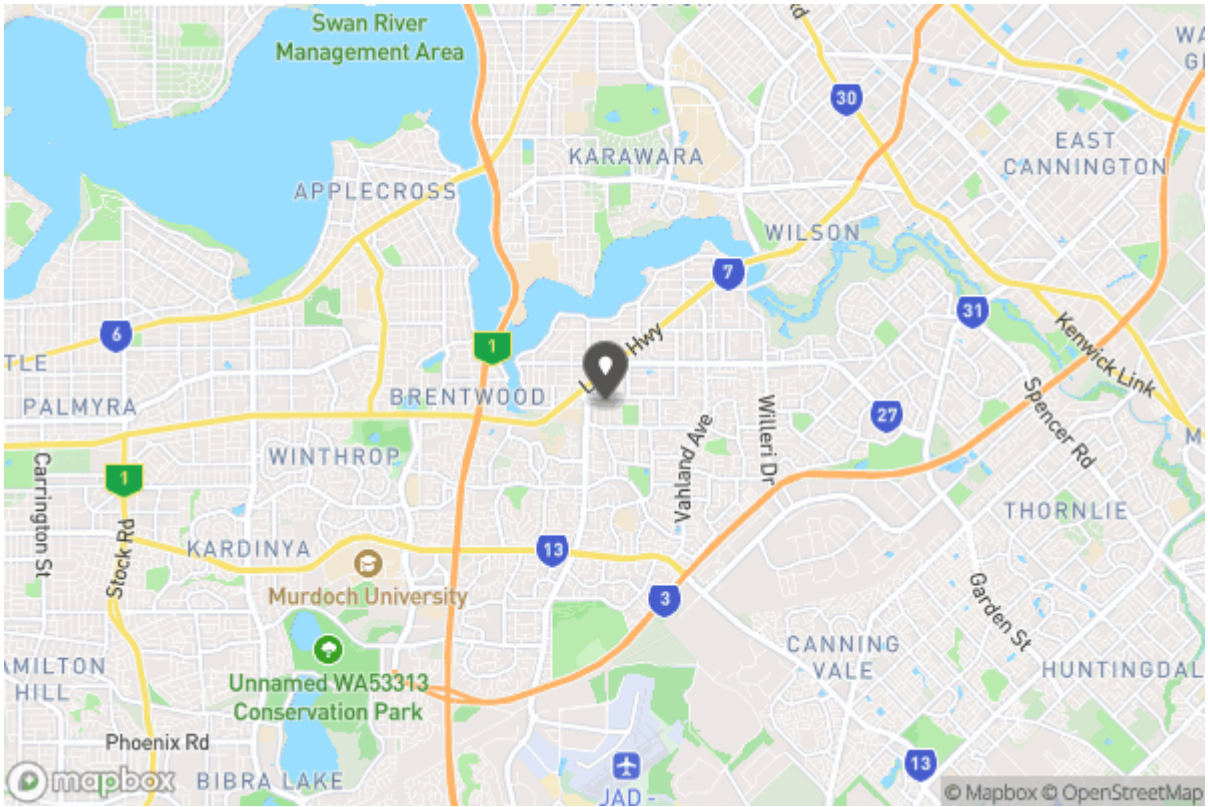 KENSINGTON
Swan River
Management Area
Rd
30
EAST
CANNINGTON
KARAWARA
APPLECROSS
WILSON
7
31
6
1
Hwy
Kenwick Link
BRENTWOOD
PALMYRA
Spencer Rd
27
Willeri Dr
Vahland Ave
WINTHROP
1
Carrington St
Stock Rd
THORNLIE
KARDINYA
13
Murdoch University
3
Garden St
CANNING
VALE
HUNTINGDAL
AMILTON
HILL
Unnamed WA53313
Conservation Park
Phoenix Rd
13
BIBRA LAKE
JAD -
mapbox
© Mapbox © OpenStreetMap